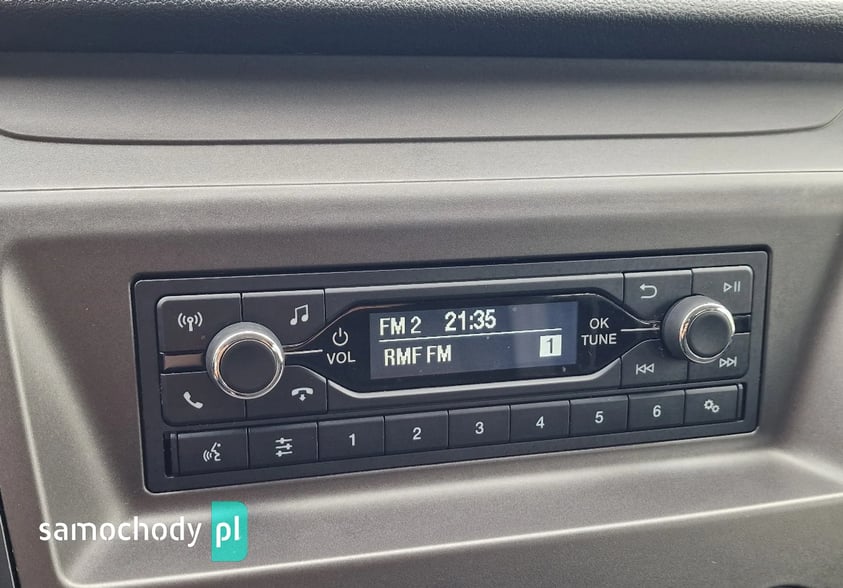 FM 2 21:35
RMF FM 1
VOL
OK
TUNE
1 2 3 4 5 6
samochody pl